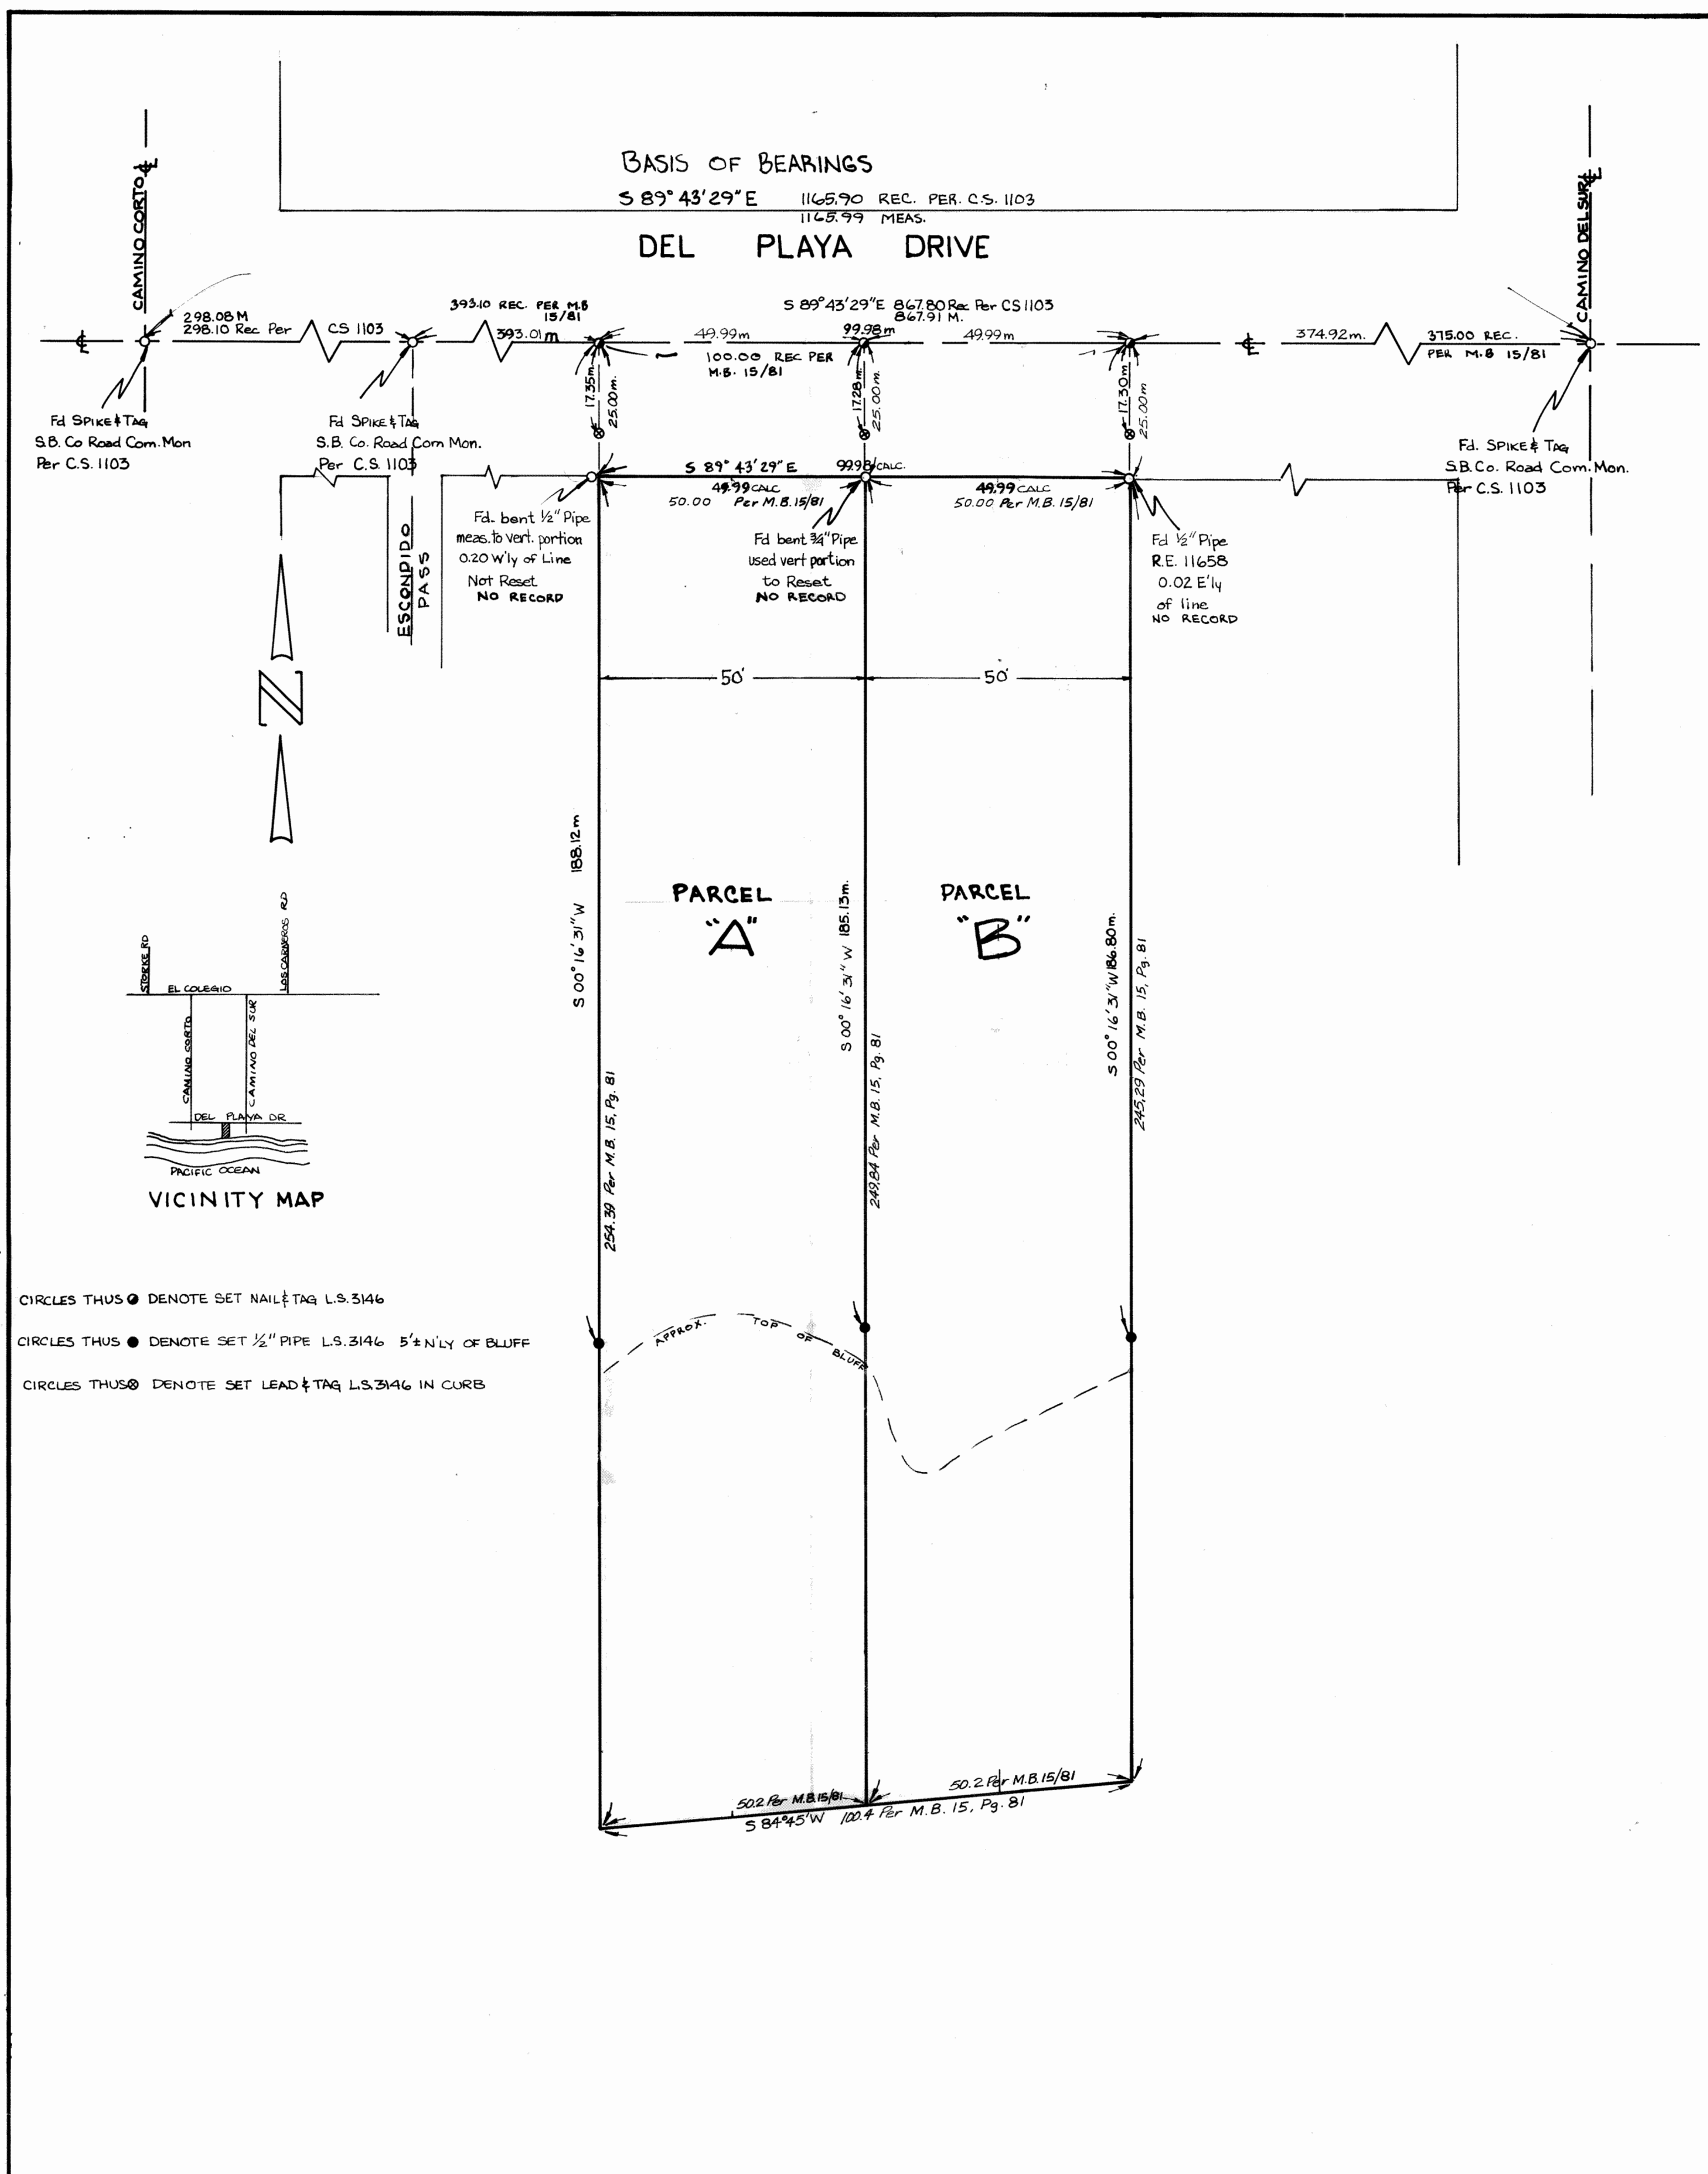 BASIS OF BEARINGS
S 89° 43' 29" E 1165.90 REC. PER. C.S. 1103
1165.99 MEAS.
DEL PLAYA DRIVE
CAMINO CORTO ℄
CAMINO DEL SUR ℄
298.08 M
298.10 Rec Per CS 1103
393.10 REC. PER M.B
15/81
393.01 m
S 89° 43' 29" E 867.80 Rec Per CS 1103
867.91 M.
49.99 m
99.98 m
49.99 m
100.00 REC PER
M.B. 15/81
374.92 m.
375.00 REC.
PER M.B 15/81
℄
℄
17.35 m.
25.00 m.
17.28 m.
25.00 m.
17.30 m
25.00 m
Fd SPIKE & TAG
S.B. Co Road Com. Mon
Per C.S. 1103
Fd SPIKE & TAG
S.B. Co. Road Com Mon.
Per C.S. 1103
Fd. SPIKE & TAG
S.B. Co. Road Com. Mon.
Per C.S. 1103
S 89° 43' 29" E 99.98 CALC.
49.99 CALC
50.00 Per M.B. 15/81
49.99 CALC
50.00 Per M.B. 15/81
ESCONDIDO
PASS
Fd. bent 1/2" Pipe
meas. to vert. portion
0.20 W'ly of Line
Not Reset
NO RECORD
Fd bent 3/4" Pipe
used vert portion
to Reset
NO RECORD
Fd 1/2" Pipe
R.E. 11658
0.02 E'ly
of line
NO RECORD
50'
50'
N
S 00° 16' 31" W 188.12 m
254.39 Per M.B. 15, Pg. 81
PARCEL
"A"
S 00° 16' 31" W 185.13 m.
249.84 Per M.B. 15, Pg. 81
PARCEL
"B"
S 00° 16' 31" W 186.80 m.
245.29 Per M.B. 15, Pg. 81
STORKE RD
LOS CARNEROS RD
EL COLEGIO
CAMINO CORTO
CAMINO DEL SUR
DEL PLAYA DR
PACIFIC OCEAN
VICINITY MAP
CIRCLES THUS DENOTE SET NAIL & TAG L.S. 3146
CIRCLES THUS ● DENOTE SET 1/2" PIPE L.S. 3146 5'± N'LY OF BLUFF
CIRCLES THUS ⊗ DENOTE SET LEAD & TAG L.S. 3146 IN CURB
APPROX. TOP OF BLUFF
50.2 Per M.B. 15/81
50.2 Per M.B. 15/81
S 84° 45' W 100.4 Per M.B. 15, Pg. 81